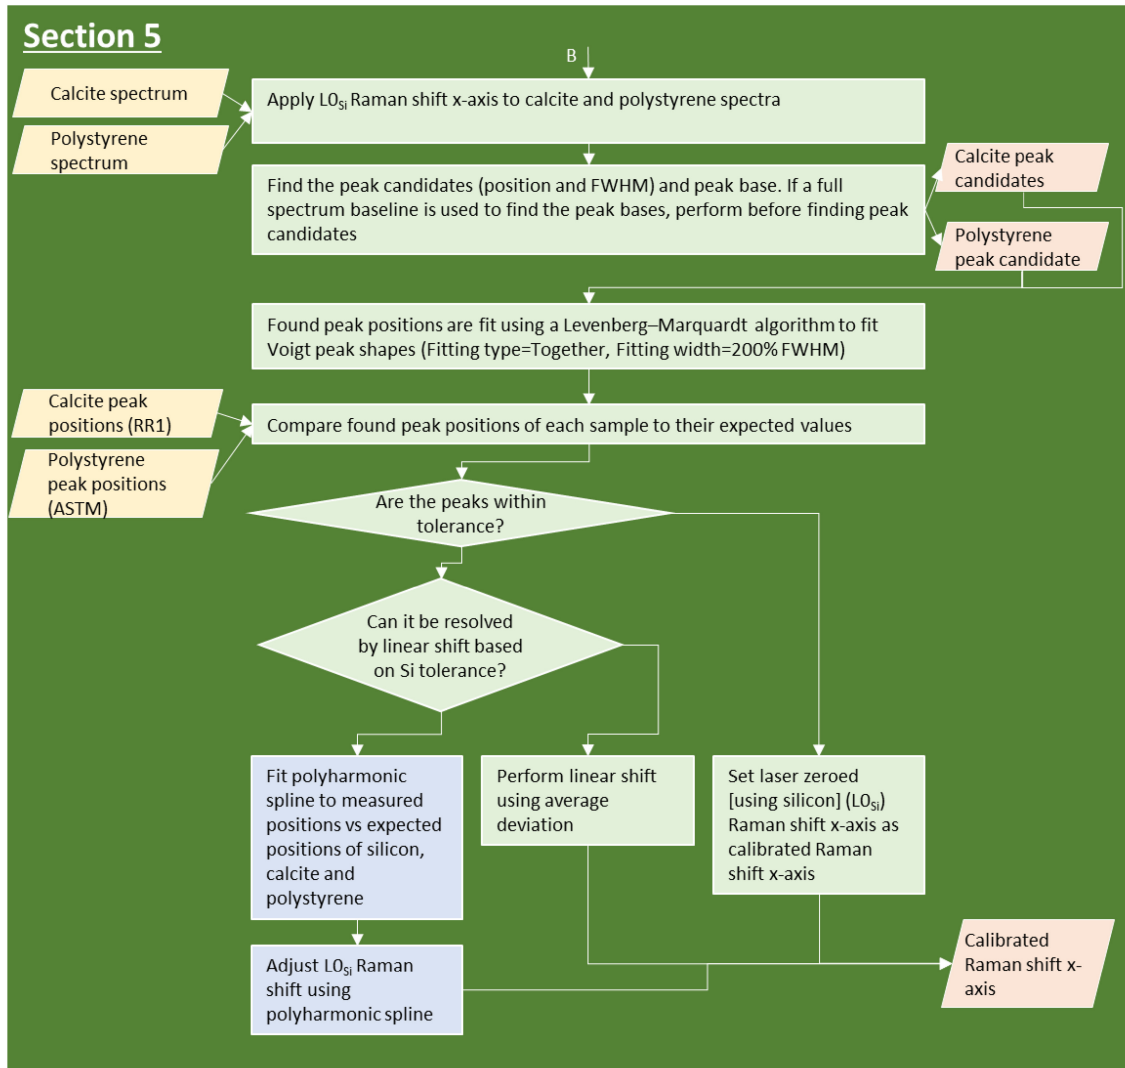 Section 5
B
Calcite spectrum
Polystyrene
spectrum
Apply L0Si Raman shift x-axis to calcite and polystyrene spectra
Find the peak candidates (position and FWHM) and peak base. If a full
spectrum baseline is used to find the peak bases, perform before finding peak
candidates
Calcite peak
candidates
Polystyrene
peak candidate
Found peak positions are fit using a Levenberg–Marquardt algorithm to fit
Voigt peak shapes (Fitting type=Together, Fitting width=200% FWHM)
Calcite peak
positions (RR1)
Polystyrene
peak positions
(ASTM)
Compare found peak positions of each sample to their expected values
Are the peaks within
tolerance?
Can it be resolved
by linear shift based
on Si tolerance?
Fit polyharmonic
spline to measured
positions vs expected
positions of silicon,
calcite and
polystyrene
Perform linear shift
using average
deviation
Set laser zeroed
[using silicon] (L0Si)
Raman shift x-axis as
calibrated Raman
shift x-axis
Adjust L0Si Raman
shift using
polyharmonic spline
Calibrated
Raman shift x-
axis